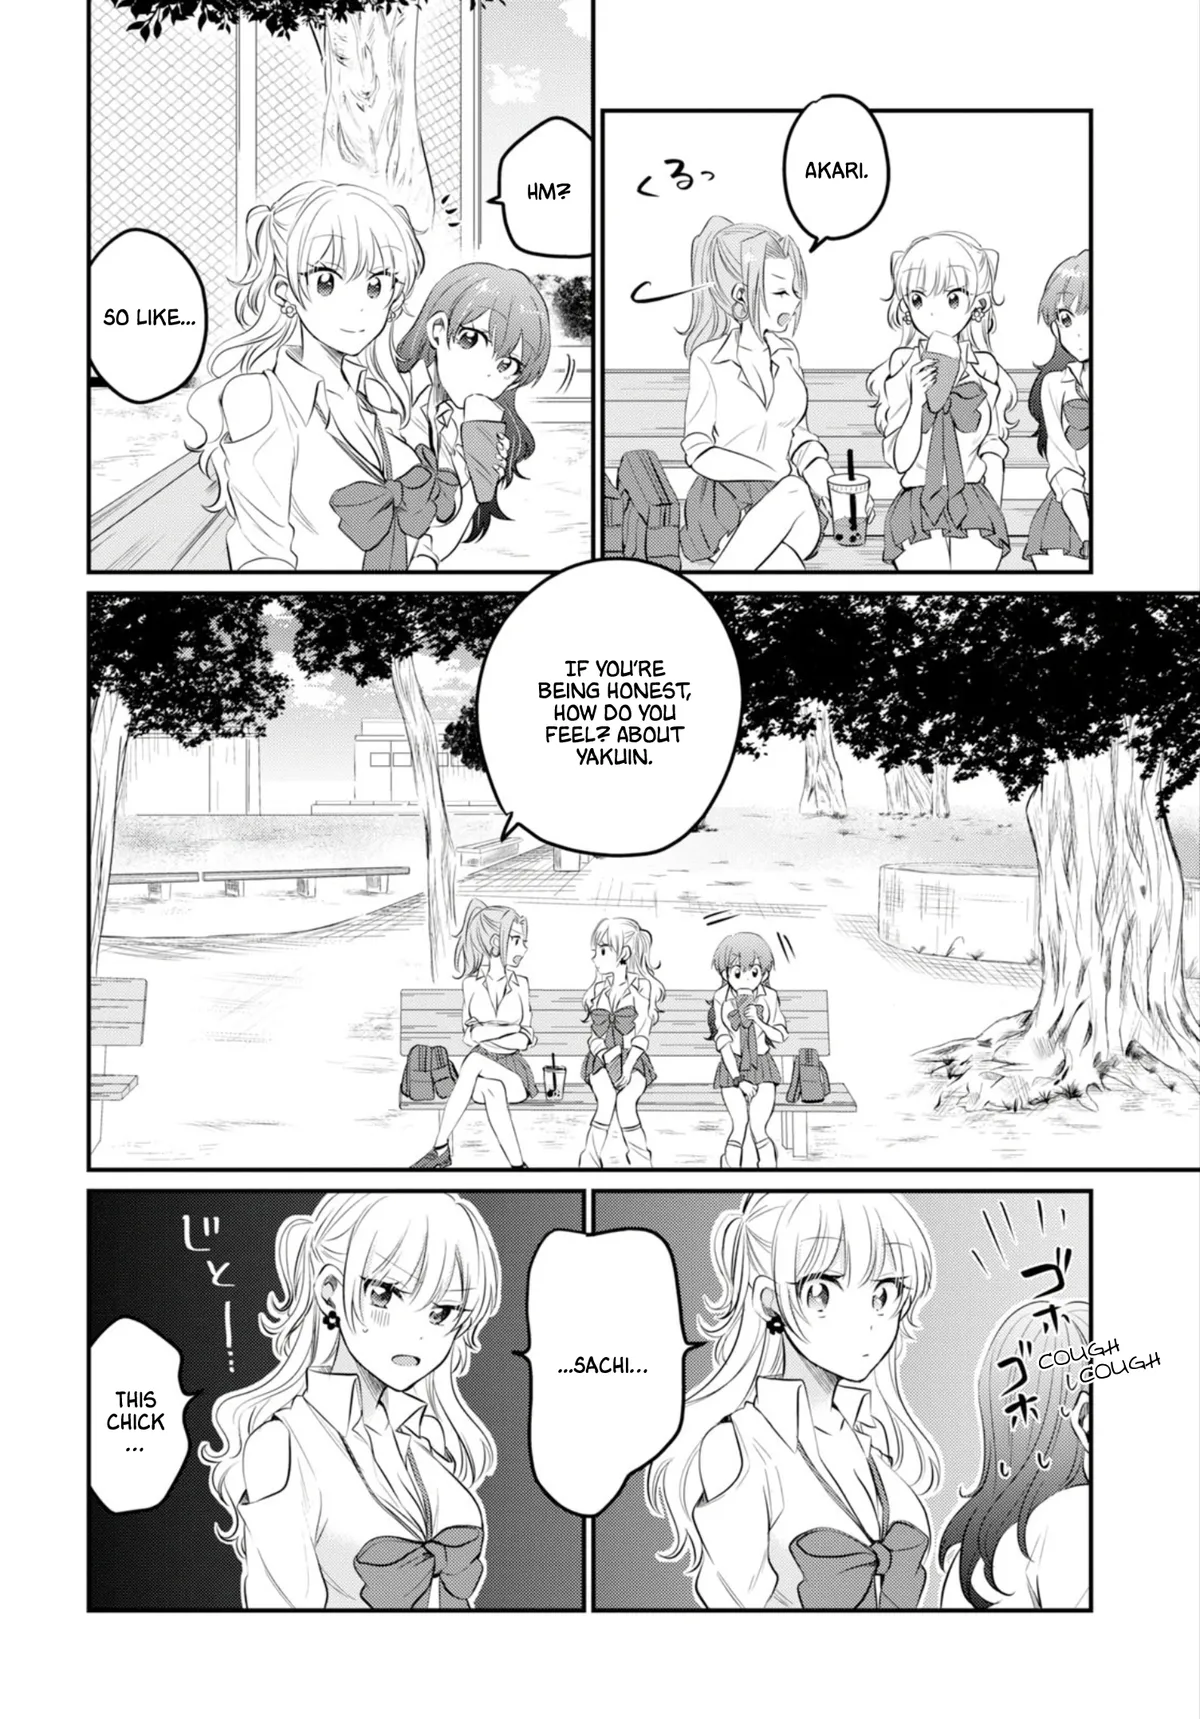 AKARI.
くるっ
HM?
SO LIKE...
IF YOU'RE
BEING HONEST,
HOW DO YOU
FEEL? ABOUT
YAKUIN.
ゴホ
ゴホ
COUGH
COUGH
...SACHI...
じとー...
THIS
CHICK
...